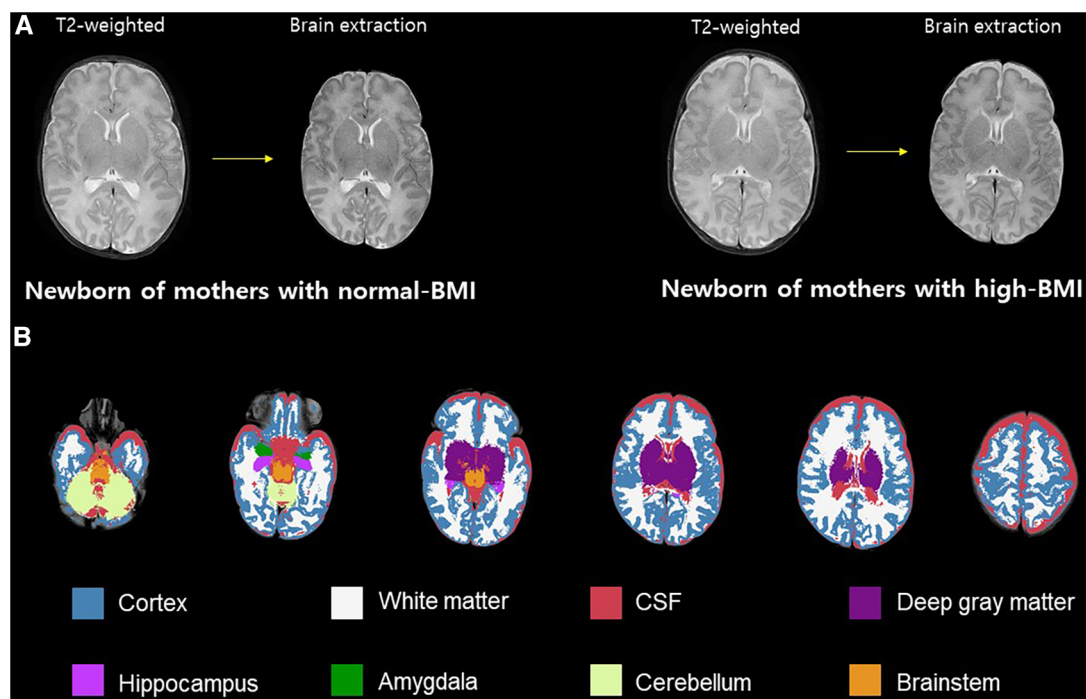 A
T2-weighted
Brain extraction
T2-weighted
Brain extraction
Newborn of mothers with normal-BMI
Newborn of mothers with high-BMI
B
Cortex
White matter
CSF
Deep gray matter
Hippocampus
Amygdala
Cerebellum
Brainstem